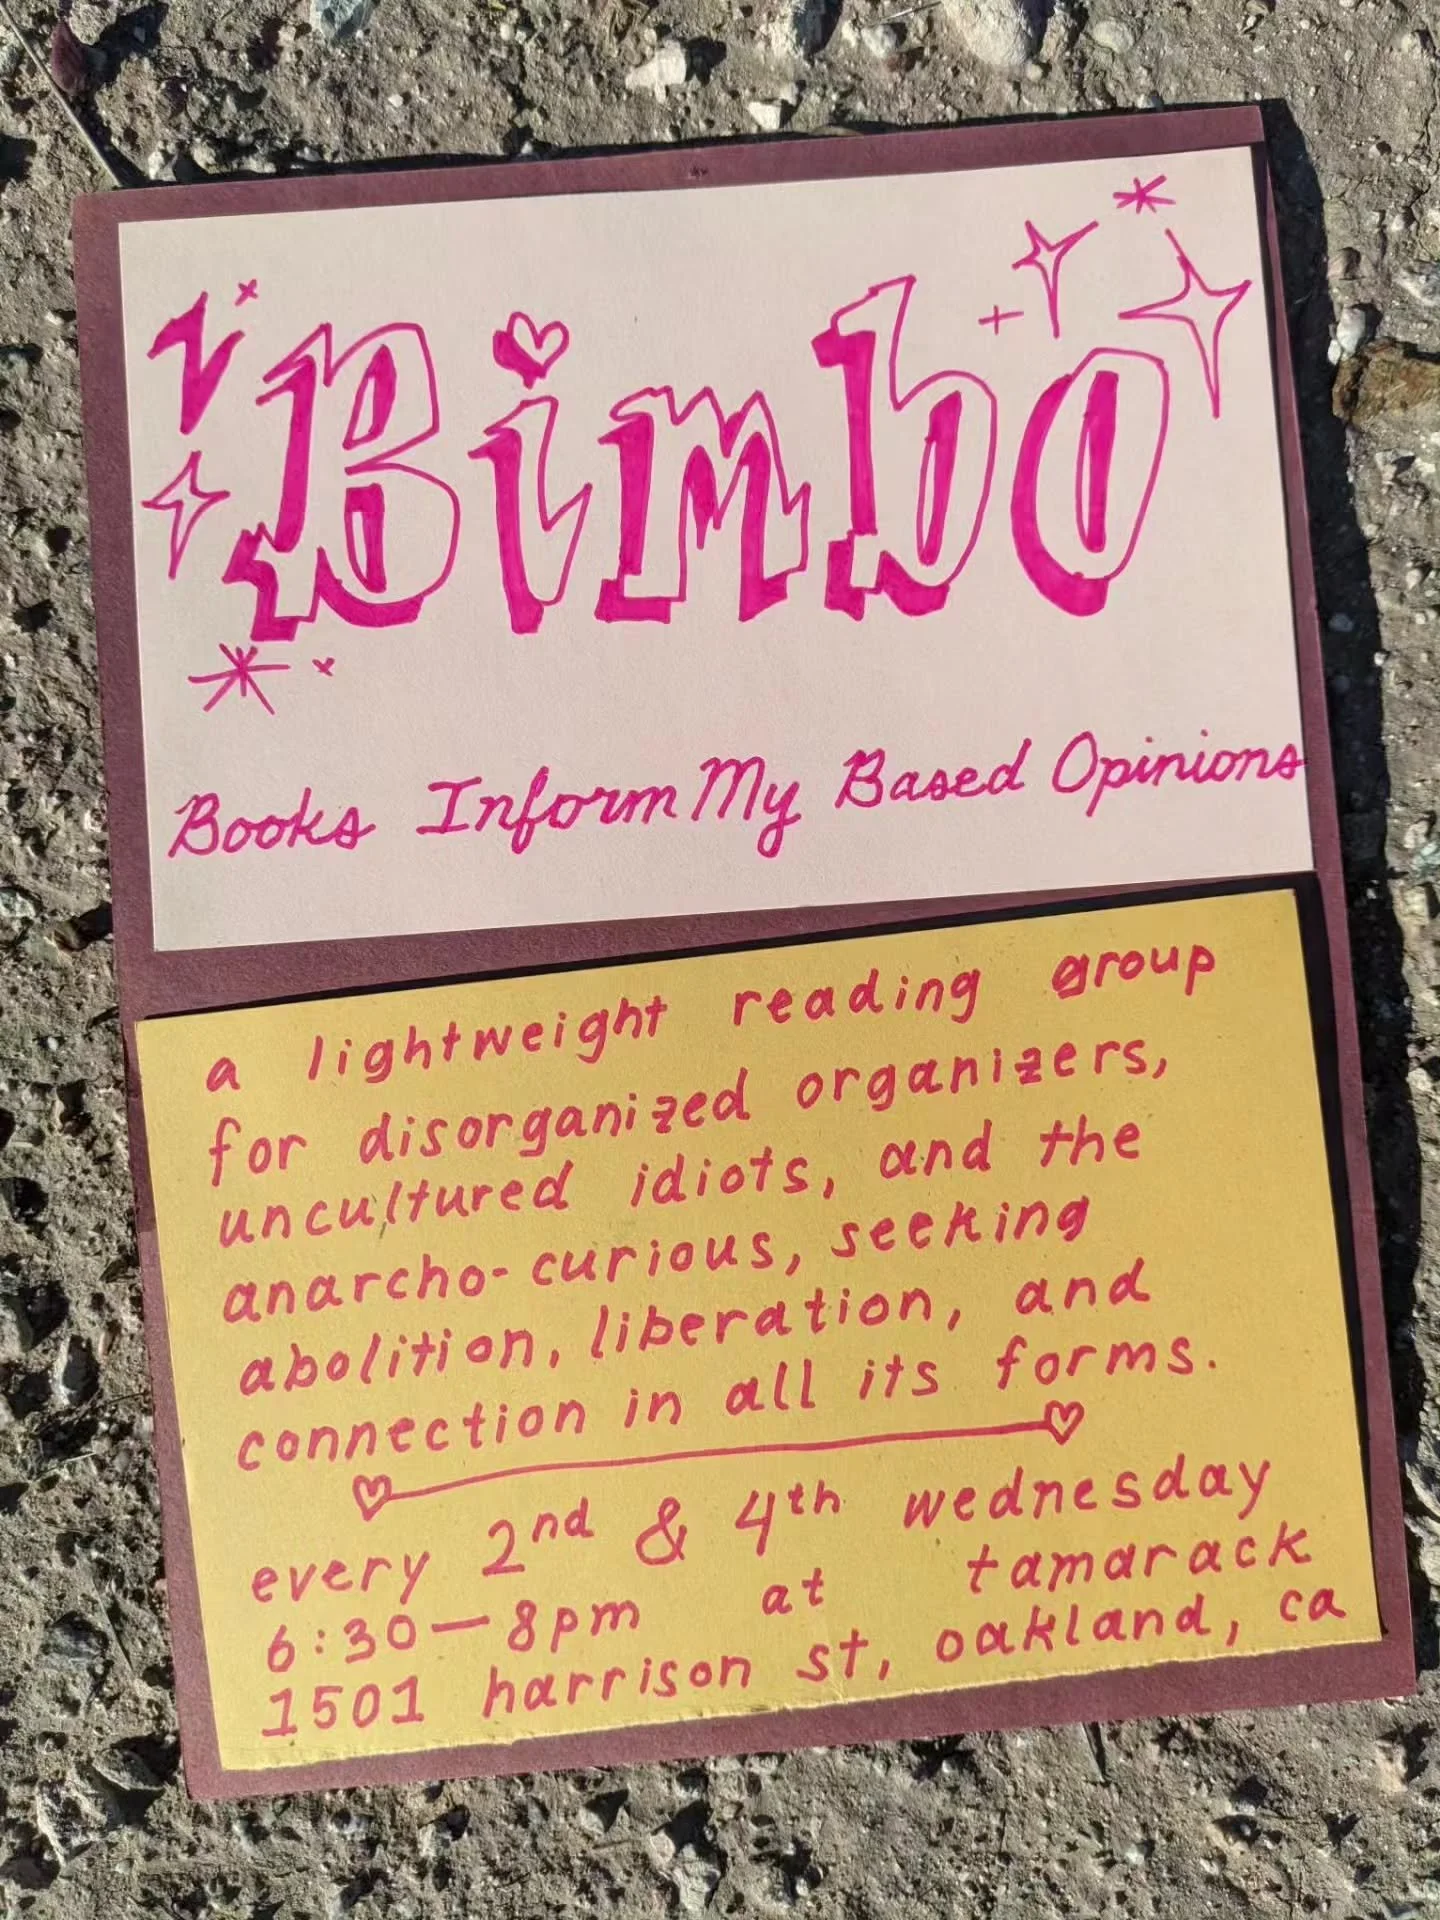 Bimbo
Books Inform My Based Opinions
a lightweight reading group
for disorganized organizers,
uncultured idiots, and the
anarcho-curious, seeking
abolition, liberation, and
connection in all its forms.
every 2nd & 4th wednesday
6:30—8pm at tamarack
1501 harrison st, oakland, ca